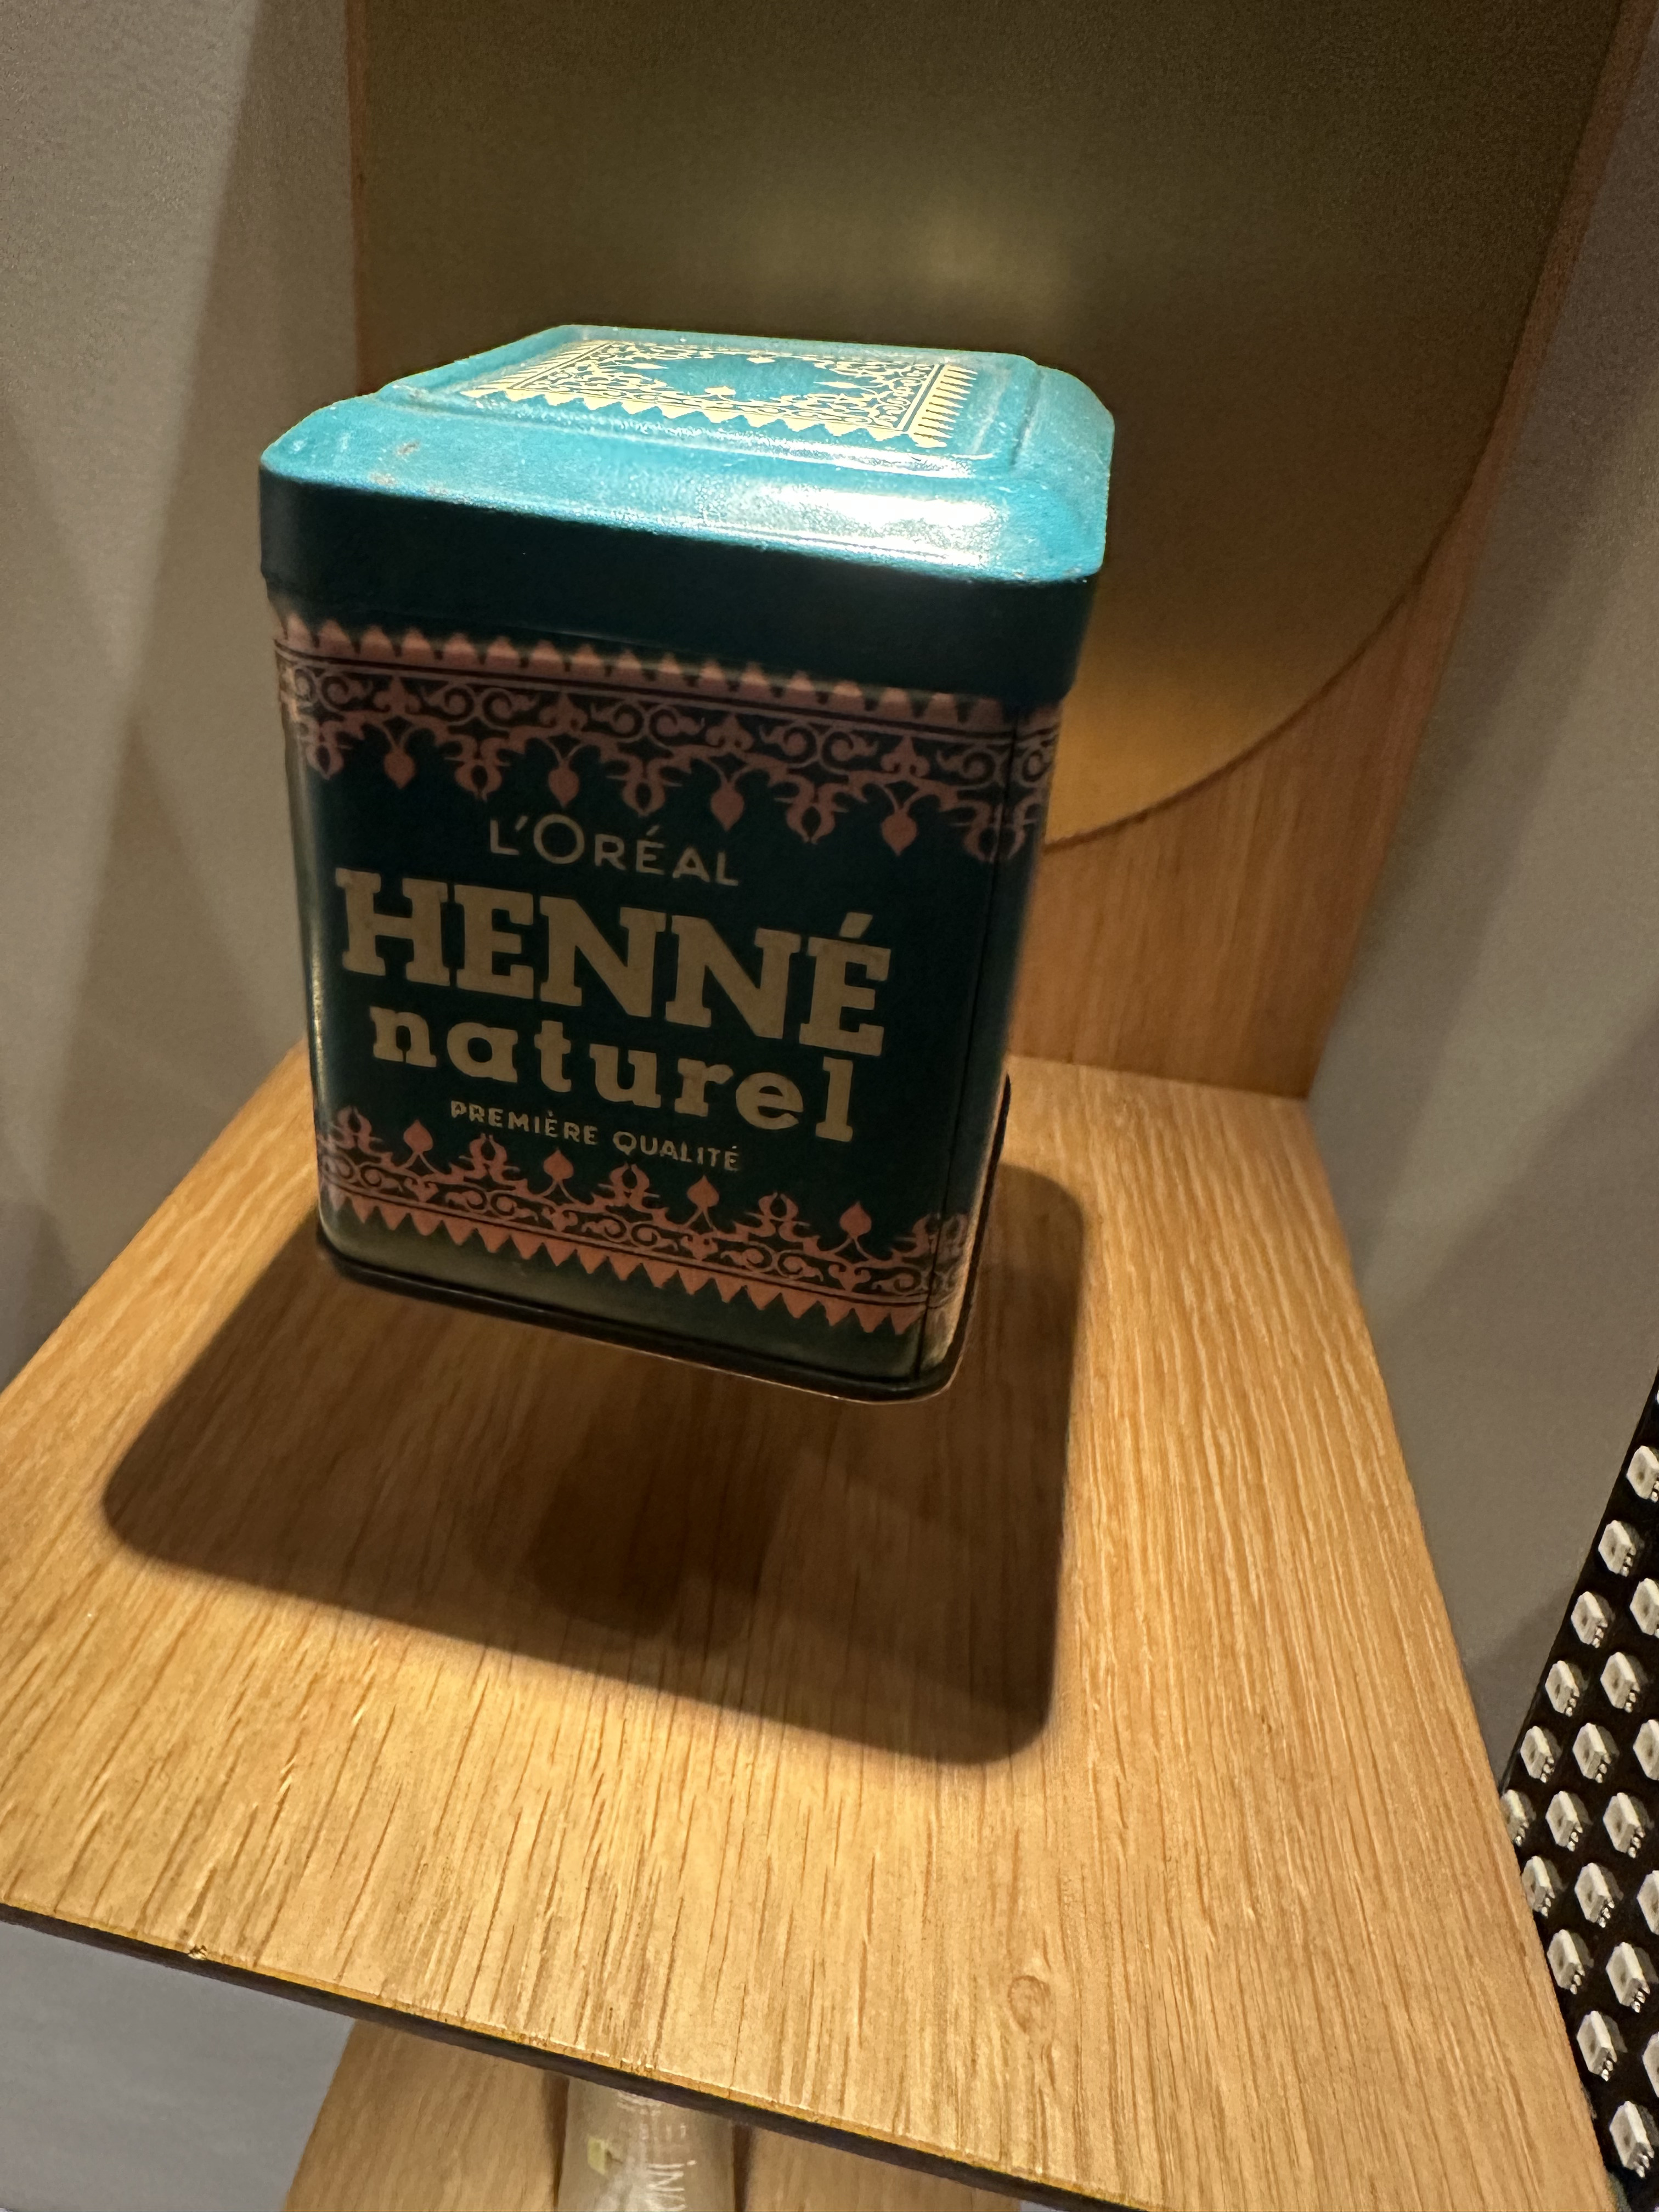 L'ORÉAL
HENNÉ
naturel
PREMIÈRE QUALITÉ